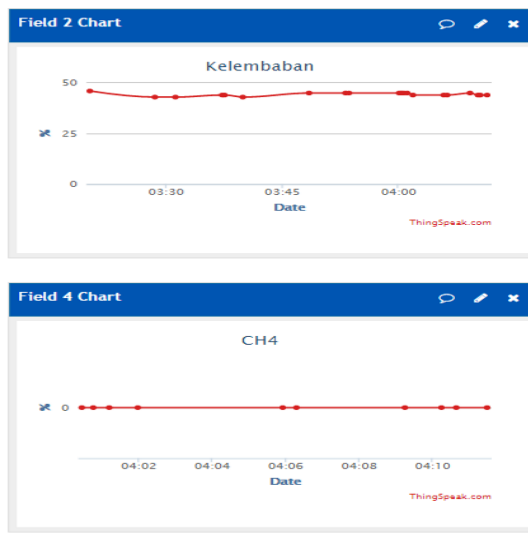 Field 2 Chart
Kelembaban
50
%
25
0
03:30 03:45 04:00
Date
ThingSpeak.com
Field 4 Chart
CH4
% 0
04:02 04:04 04:06 04:08 04:10
Date
ThingSpeak.com